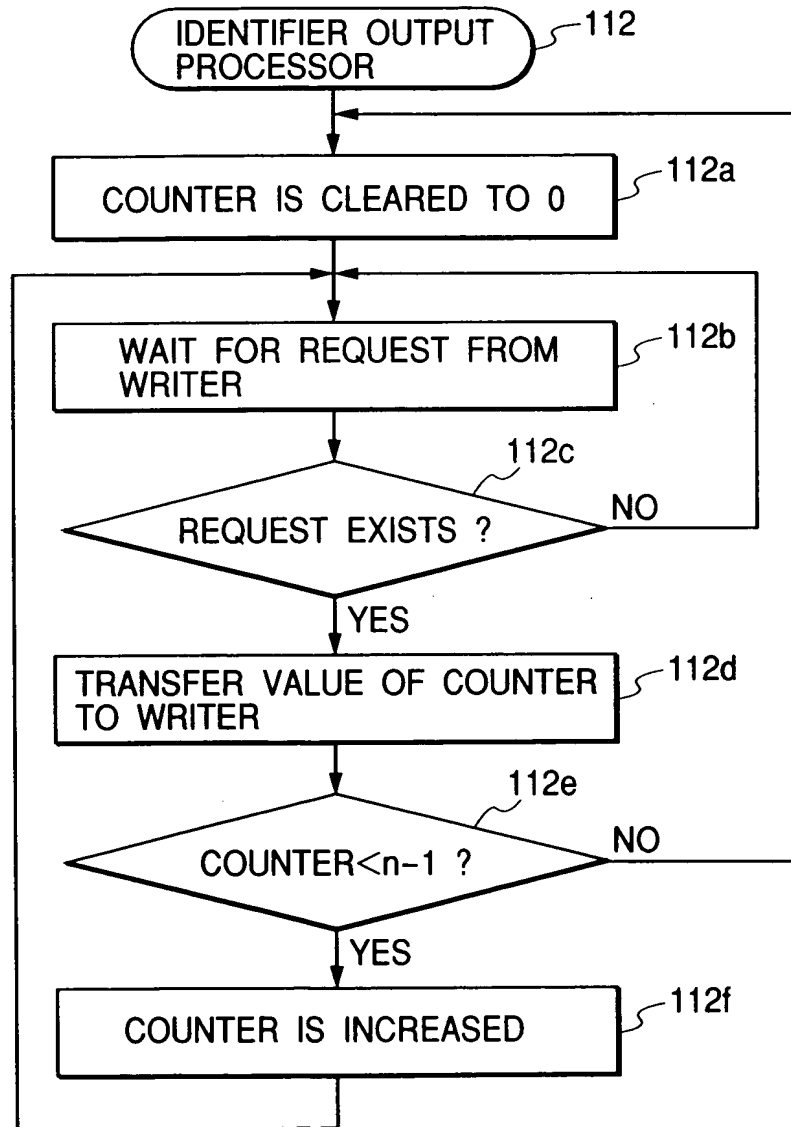 IDENTIFIER OUTPUT
PROCESSOR
112
COUNTER IS CLEARED TO 0
112a
WAIT FOR REQUEST FROM
WRITER
112b
REQUEST EXISTS ?
112c
NO
YES
TRANSFER VALUE OF COUNTER
TO WRITER
112d
COUNTER<n-1 ?
112e
NO
YES
COUNTER IS INCREASED
112f